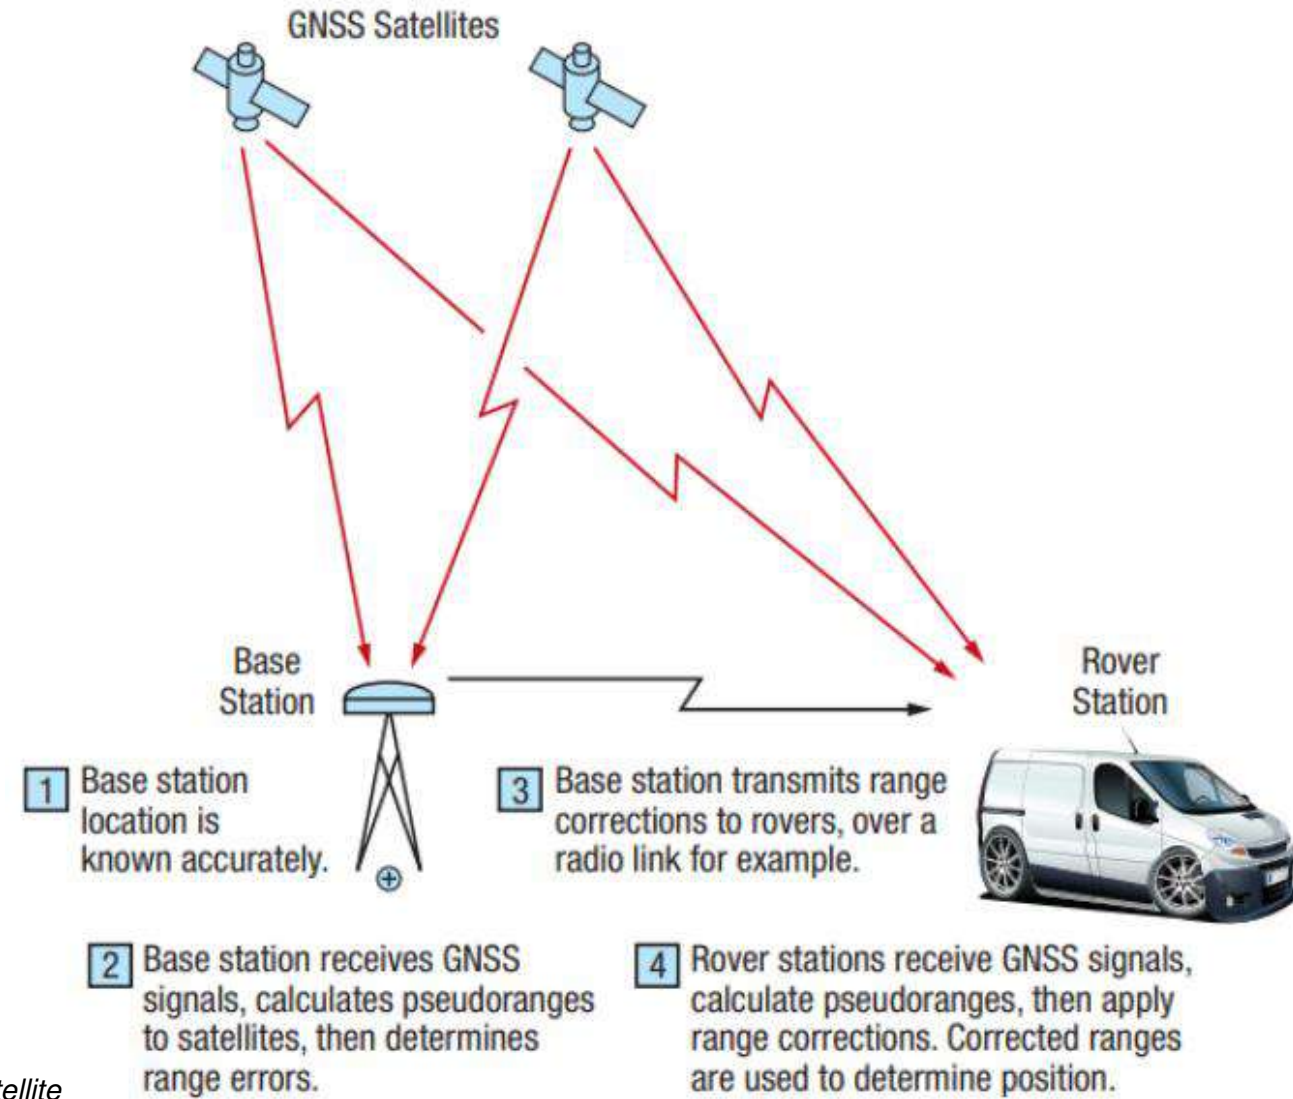 GNSS Satellites
Base
Station
Rover
Station
1 Base station
location is
known accurately.
3 Base station transmits range
corrections to rovers, over a
radio link for example.
2 Base station receives GNSS
signals, calculates pseudoranges
to satellites, then determines
range errors.
4 Rover stations receive GNSS signals,
calculate pseudoranges, then apply
range corrections. Corrected ranges
are used to determine position.
tellite